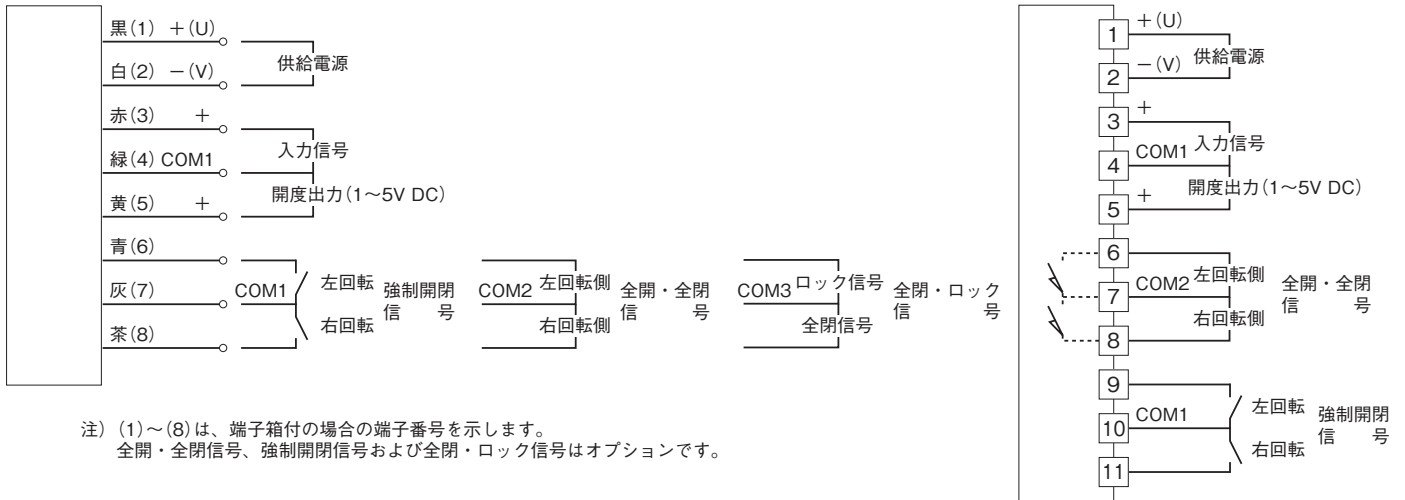 黒(1) +(U)
供給電源
白(2) −(V)
赤(3) +
入力信号
緑(4) COM1
開度出力(1〜5V DC)
黄(5) +
青(6)
灰(7)
茶(8)
COM1
左回転
右回転
強制開閉
信 号
COM2
左回転側
右回転側
全開・全閉
信 号
COM3
ロック信号
全閉信号
全閉・ロック
信 号
注) (1)〜(8)は、端子箱付の場合の端子番号を示します。
全開・全閉信号、強制開閉信号および全閉・ロック信号はオプションです。
1 +(U)
供給電源
2 −(V)
3 +
入力信号
4 COM1
開度出力(1〜5V DC)
5 +
6
左回転側
7 COM2
右回転側
8
全開・全閉
信 号
9
左回転
10 COM1
右回転
11
強制開閉
信 号